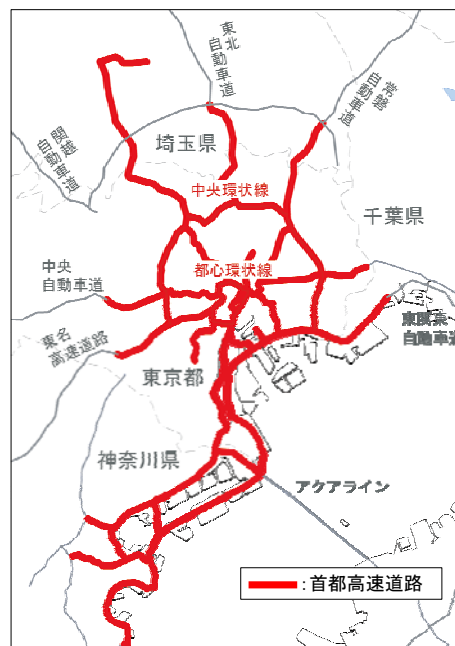 東北
自動車道
常磐
自動車道
関越
自動車道
埼玉県
中央環状線
千葉県
都心環状線
中央
自動車道
東関東
自動車道
東名
高速道路
東京都
神奈川県
アクアライン
:首都高速道路